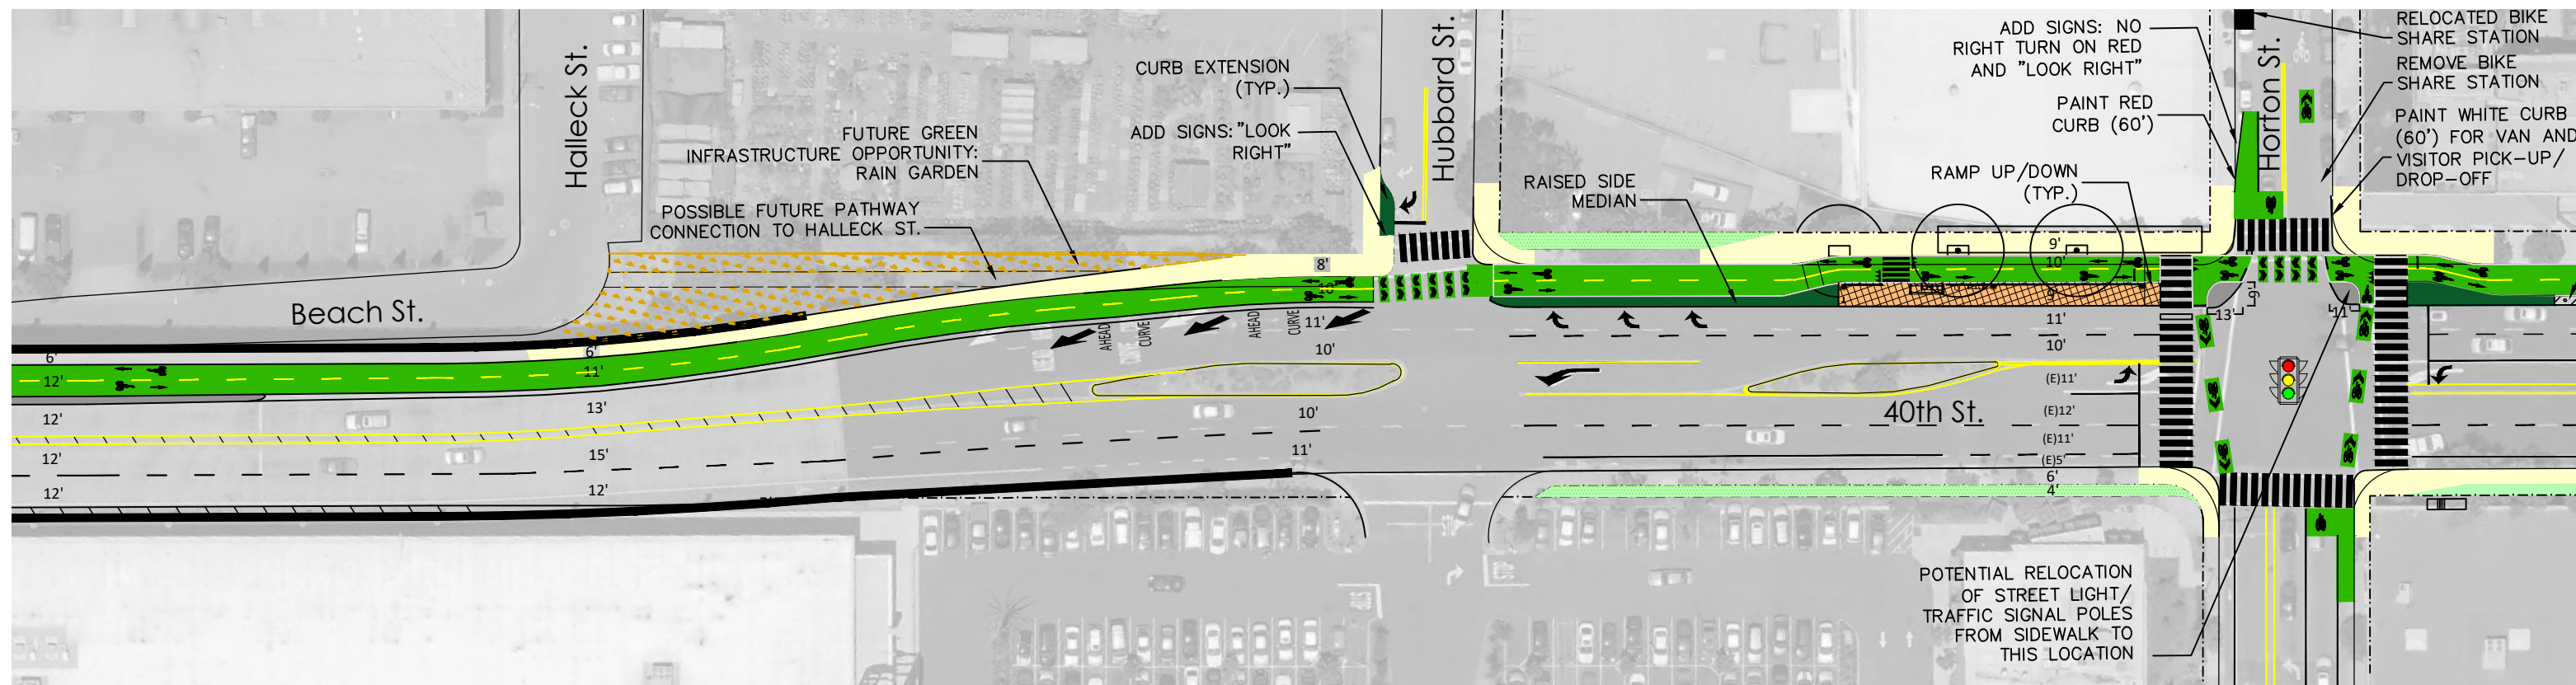 Halleck St.
Beach St.
FUTURE GREEN
INFRASTRUCTURE OPPORTUNITY:
RAIN GARDEN
POSSIBLE FUTURE PATHWAY
CONNECTION TO HALLECK ST.
CURB EXTENSION
(TYP.)
ADD SIGNS: "LOOK
RIGHT"
Hubbard St.
RAISED SIDE
MEDIAN
ADD SIGNS: NO
RIGHT TURN ON RED
AND "LOOK RIGHT"
PAINT RED
CURB (60')
RAMP UP/DOWN
(TYP.)
Horton St.
RELOCATED BIKE
SHARE STATION
REMOVE BIKE
SHARE STATION
PAINT WHITE CURB
(60') FOR VAN AND
VISITOR PICK-UP/
DROP-OFF
6'
12'
12'
12'
12'
6'
11'
13'
15'
12'
AHEAD
CURVE
AHEAD
CURVE
8'
10'
11'
10'
10'
11'
9'
10'
9'
11'
10'
(E)11'
(E)12'
(E)11'
(E)5'
6'
4'
40th St.
13'
9'
11'
STOP
STOP
POTENTIAL RELOCATION
OF STREET LIGHT/
TRAFFIC SIGNAL POLES
FROM SIDEWALK TO
THIS LOCATION